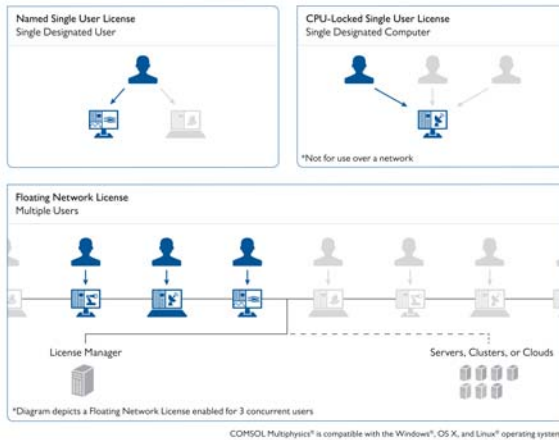 Named Single User License
Single Designated User
CPU-Locked Single User License
Single Designated Computer
*Not for use over a network
Floating Network License
Multiple Users
License Manager
Servers, Clusters, or Clouds
*Diagram depicts a Floating Network License enabled for 3 concurrent users
COMSOL Multiphysics® is compatible with the Windows®, OS X, and Linux® operating system